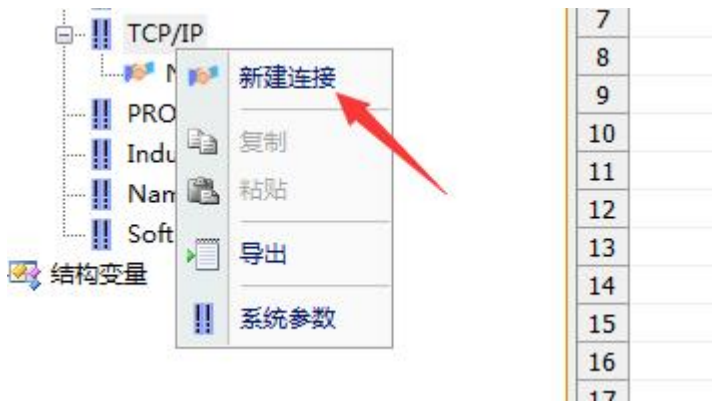 TCP/IP
N
PRO
Indu
Nam
Soft
结构变量
新建连接
复制
粘贴
导出
系统参数
7
8
9
10
11
12
13
14
15
16
17